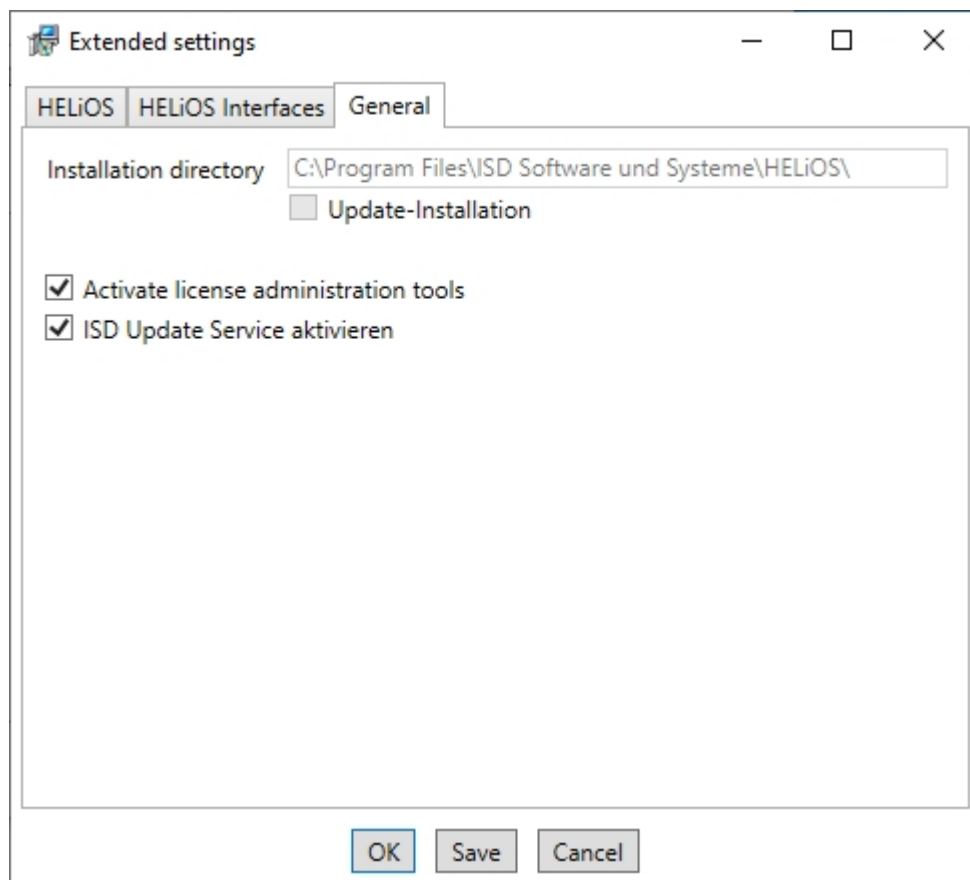 Extended settings
HELiOS HELiOS Interfaces General
Installation directory C:\Program Files\ISD Software und Systeme\HELiOS\
Update-Installation
Activate license administration tools
ISD Update Service aktivieren
OK Save Cancel